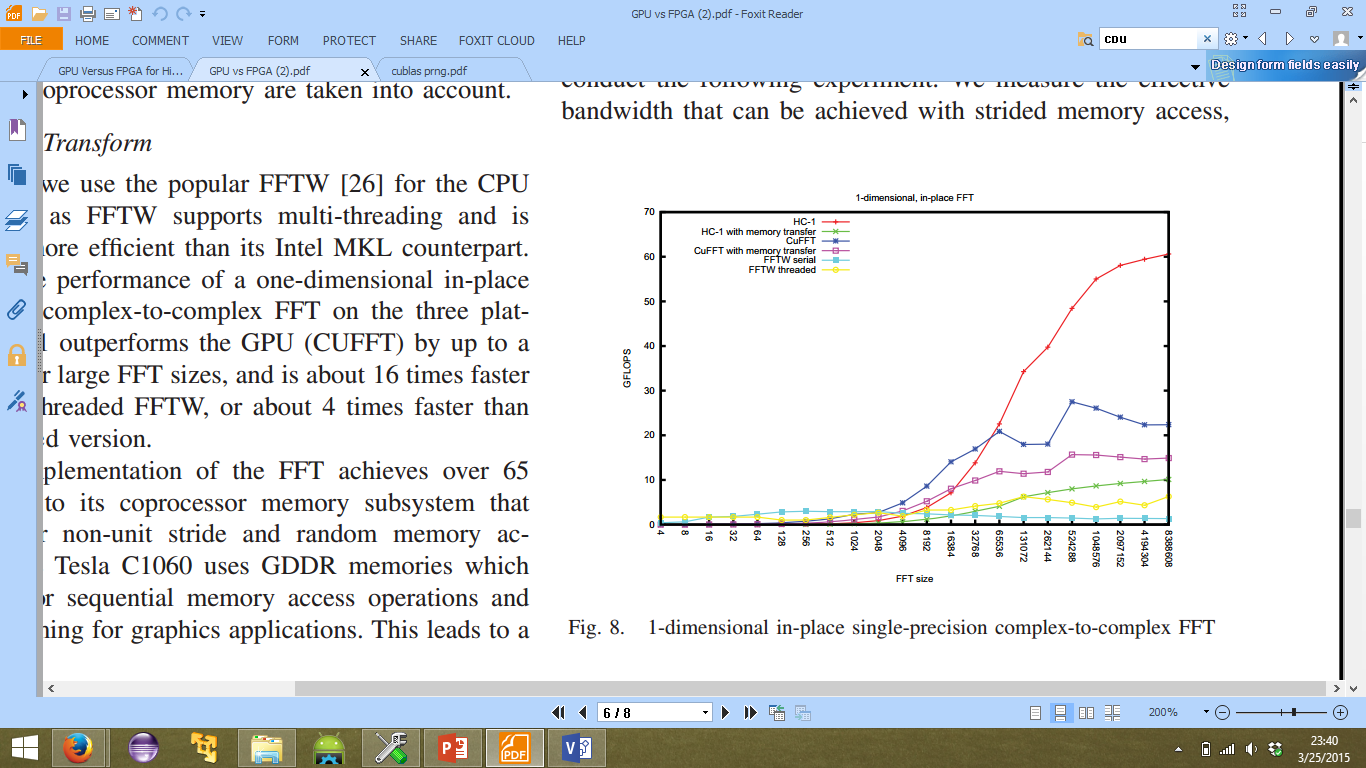 GPU vs FPGA (2).pdf - Foxit Reader
FILE HOME COMMENT VIEW FORM PROTECT SHARE FOXIT CLOUD HELP
CDU
GPU Versus FPGA for Hi...
GPU vs FPGA (2).pdf
cublas prng.pdf
Design form fields easily
oprocessor memory are taken into account.
Transform
we use the popular FFTW [26] for the CPU
as FFTW supports multi-threading and is
ore efficient than its Intel MKL counterpart.
performance of a one-dimensional in-place
complex-to-complex FFT on the three plat-
outperforms the GPU (CUFFT) by up to a
r large FFT sizes, and is about 16 times faster
hreaded FFTW, or about 4 times faster than
d version.
plementation of the FFT achieves over 65
to its coprocessor memory subsystem that
r non-unit stride and random memory ac-
Tesla C1060 uses GDDR memories which
or sequential memory access operations and
ning for graphics applications. This leads to a
conduct the following experiment. We measure the effective
bandwidth that can be achieved with strided memory access,
1-dimensional, in-place FFT
HC-1
HC-1 with memory transfer
CuFFT
CuFFT with memory transfer
FFTW serial
FFTW threaded
GFLOPS
70
60
50
40
30
20
10
0
4 8 16 32 64 128 256 512 1024 2048 4096 8192 16384 32768 65536 1310722 262144 524288 1048576 2097152 4194304 8388608
FFT size
Fig. 8. 1-dimensional in-place single-precision complex-to-complex FFT
6 / 8
200%
23:40
3/25/2015